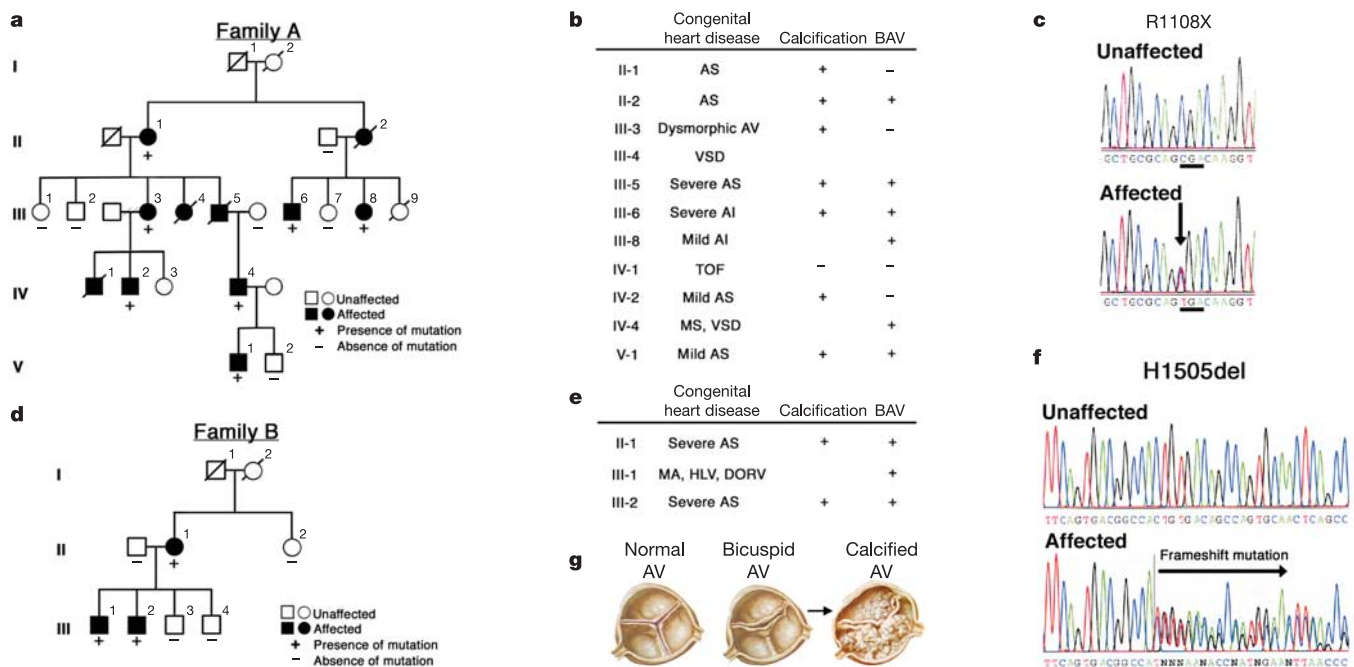 a
Family A
I
1 2
II
1 2
+ –
III
1 2 3 4 5 6 7 8 9
– – + – + – +
IV
1 2 3 4
+ +
V
1 2
+ –
Unaffected
Affected
+ Presence of mutation
– Absence of mutation
b
Congenital heart disease Calcification BAV
II-1 AS + –
II-2 AS + +
III-3 Dysmorphic AV + –
III-4 VSD
III-5 Severe AS + +
III-6 Severe AI + +
III-8 Mild AI +
IV-1 TOF – –
IV-2 Mild AS + –
IV-4 MS, VSD +
V-1 Mild AS + +
c
R1108X
Unaffected
GCTGCGCAGCGACAAGGT
Affected
GCTGCGCAGTGACAAGGT
d
Family B
I
1 2
II
1 2
+ –
III
1 2 3 4
+ + – –
Unaffected
Affected
+ Presence of mutation
– Absence of mutation
e
Congenital heart disease Calcification BAV
II-1 Severe AS + +
III-1 MA, HLV, DORV +
III-2 Severe AS + +
f
H1505del
Unaffected
TTCAGTGACGGCCACTGTGACAGCCAGTGCAACTCAGCC
Affected
Frameshift mutation
TTCAGTGACGGCCATNNNAANACCNATNGAANTTAACCC
g
Normal AV
Bicuspid AV
Calcified AV